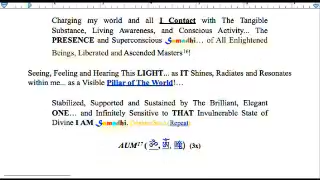 Charging my world and all I Contact with The Tangible
Substance, Living Awareness, and Conscious Activity... The
PRESENCE and Superconscious Samadhi... of All Enlightened
Beings, Liberated and Ascended Masters!
Seeing, Feeling and Hearing This LIGHT... as IT Shines, Radiates and Resonates
within me... as a Visible Pillar of The World!...
Stabilized, Supported and Sustained by The Brilliant, Elegant
ONE... and Infinitely Sensitive to THAT Invulnerable State of
Divine I AM Samadhi. Repeat:
AUM (ॐ, (3x)